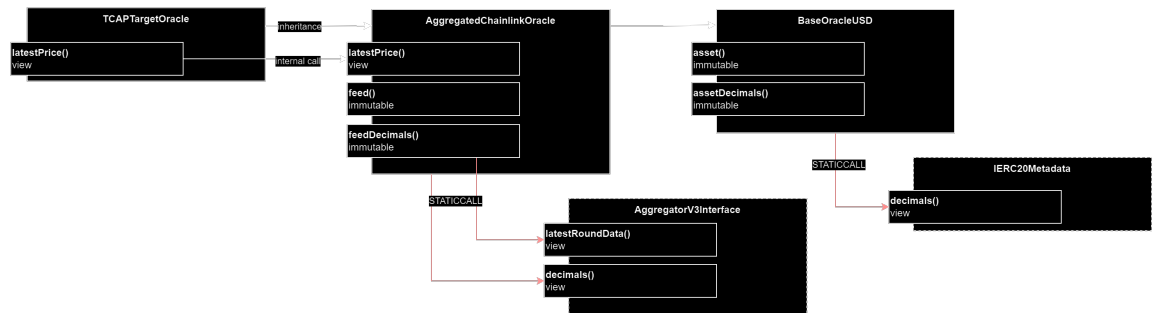 TCAPTargetOracle
latestPrice()
view
inheritance
internal call
AggregatedChainlinkOracle
latestPrice()
view
feed()
immutable
feedDecimals()
immutable
BaseOracleUSD
asset()
immutable
assetDecimals()
immutable
STATICCALL
IERC20Metadata
decimals()
view
STATICCALL
AggregatorV3Interface
latestRoundData()
view
decimals()
view